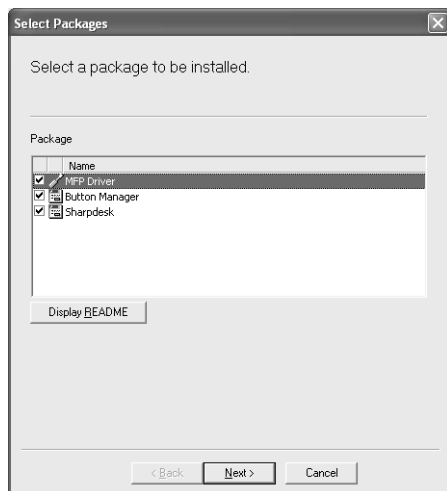 Select Packages
Select a package to be installed.
Package
Name
MFP Driver
Button Manager
Sharpdesk
Display README
< Back
Next >
Cancel